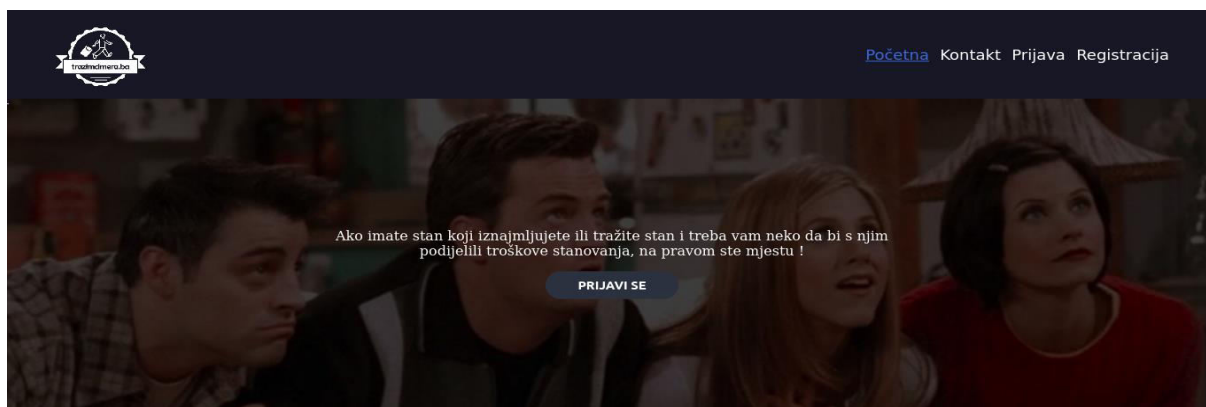 trazimcimera.ba
Početna Kontakt Prijava Registracija
Ako imate stan koji iznajmljujete ili tražite stan i treba vam neko da bi s njim
podijelili troškove stanovanja, na pravom ste mjestu !
PRIJAVI SE